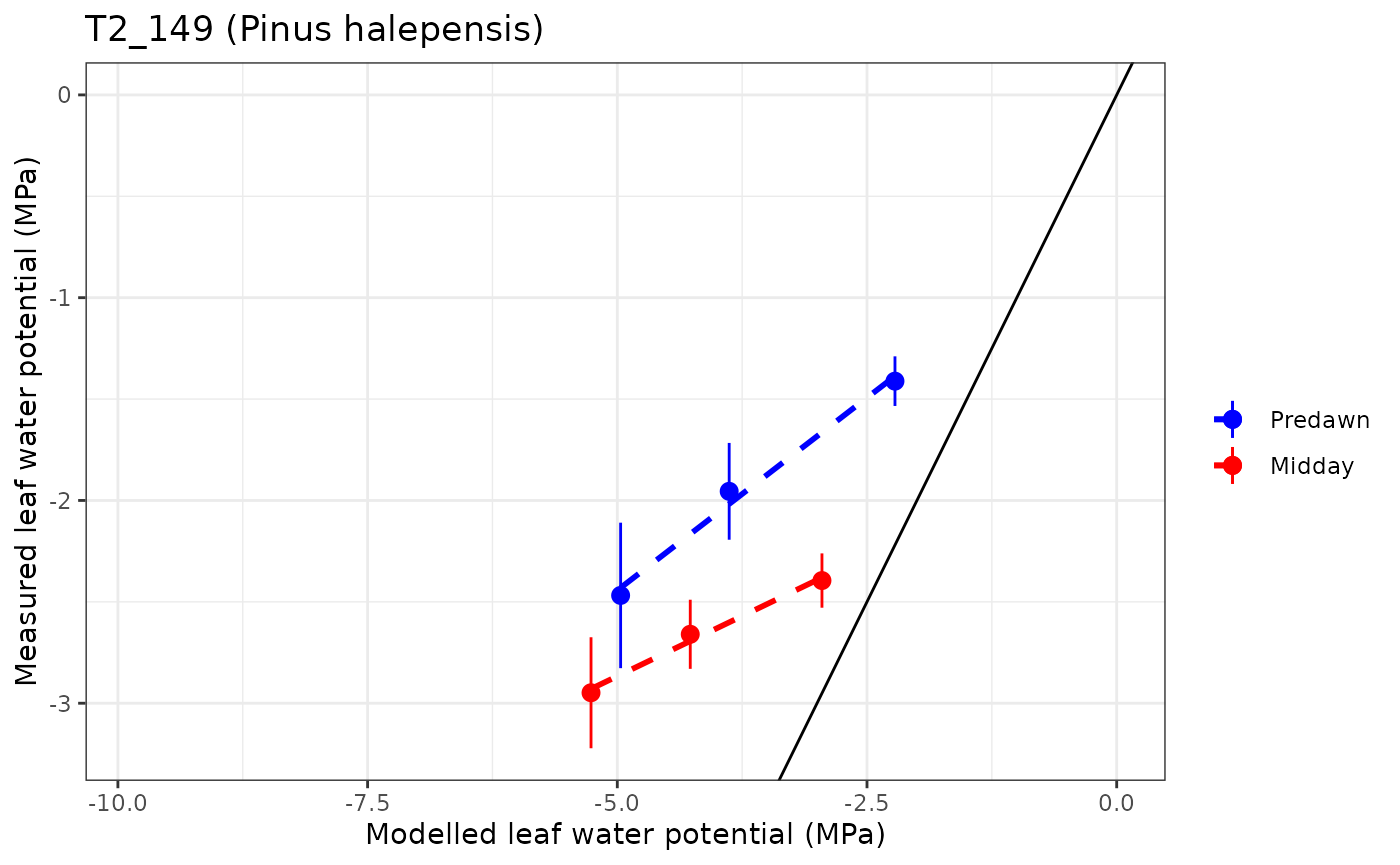 T2_149 (Pinus halepensis)
Measured leaf water potential (MPa)
0
-1
-2
-3
-10.0
-7.5
-5.0
-2.5
0.0
Modelled leaf water potential (MPa)
Predawn
Midday